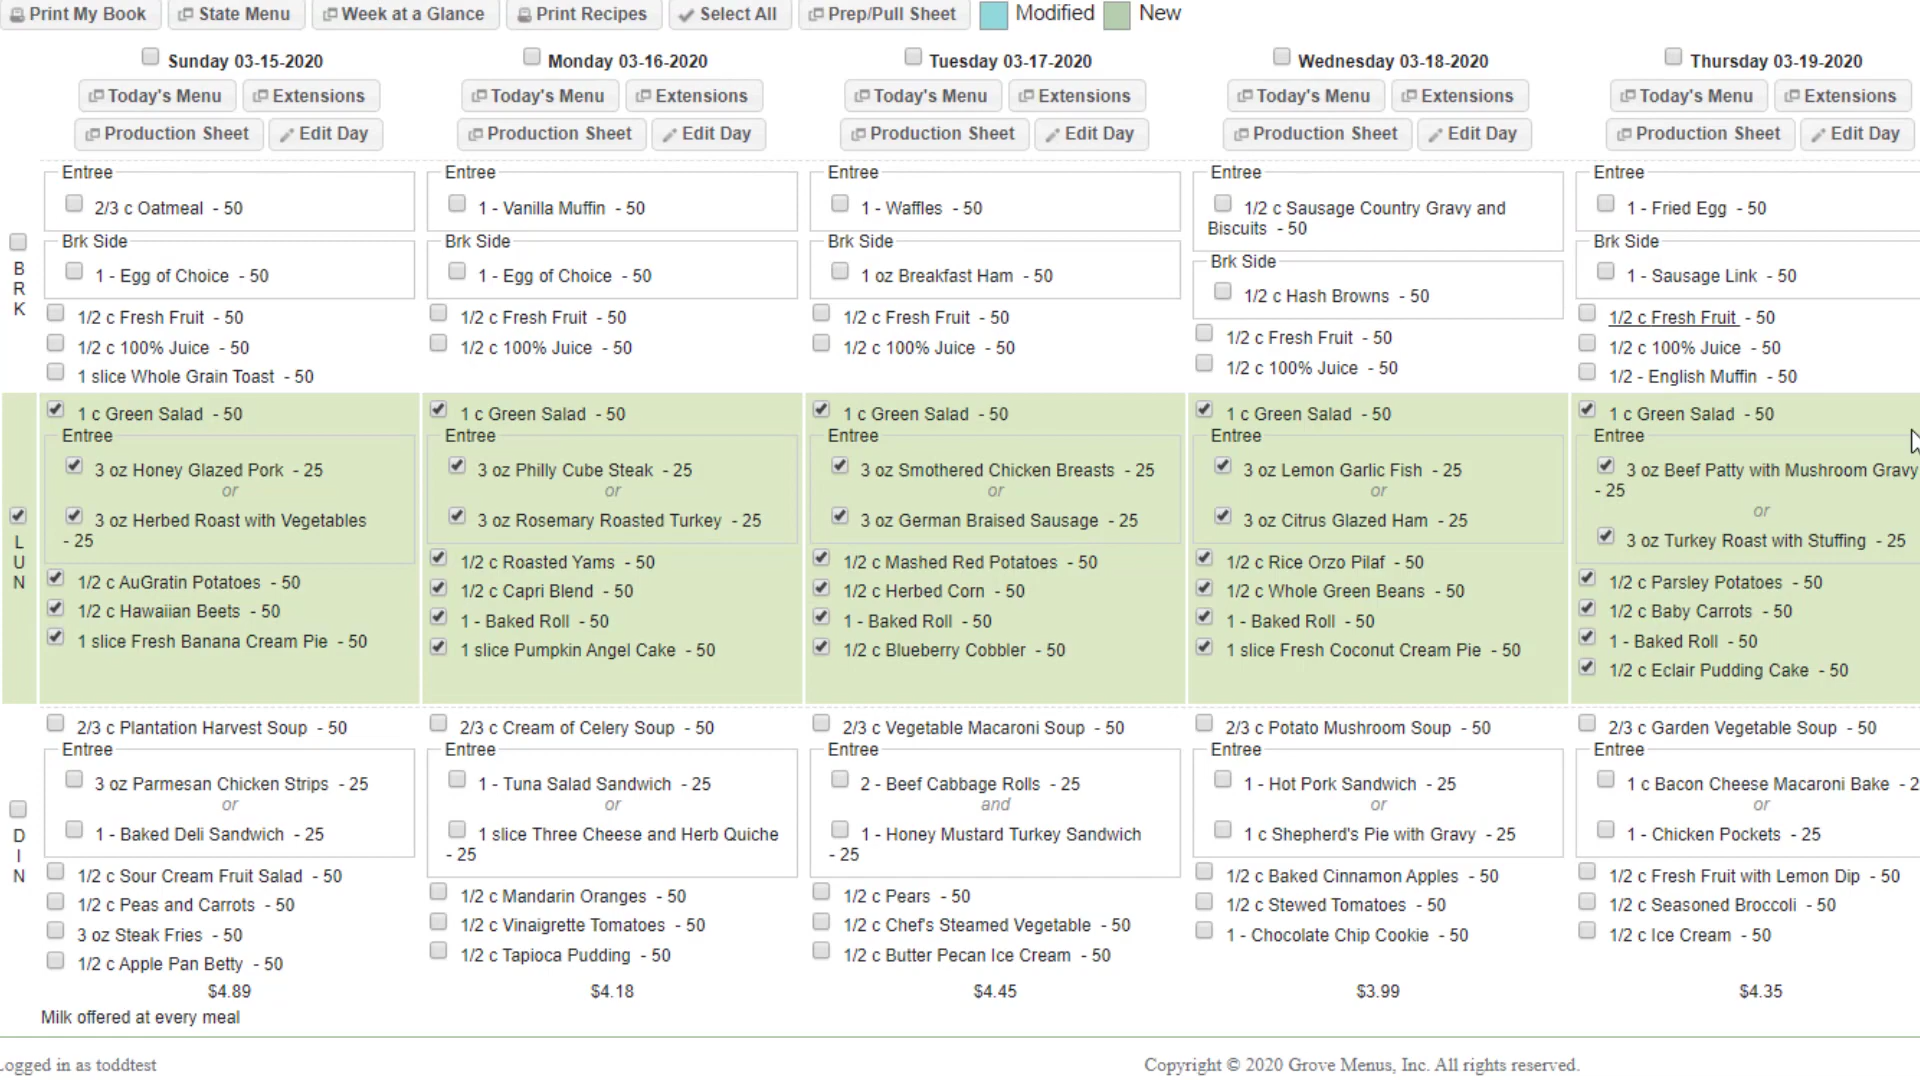 Print My Book State Menu Week at a Glance Print Recipes Select All Prep/Pull Sheet Modified New
Sunday 03-15-2020 Monday 03-16-2020 Tuesday 03-17-2020 Wednesday 03-18-2020 Thursday 03-19-2020
Today's Menu Extensions Today's Menu Extensions Today's Menu Extensions Today's Menu Extensions Today's Menu Extensions
Production Sheet Edit Day Production Sheet Edit Day Production Sheet Edit Day Production Sheet Edit Day Production Sheet Edit Day
BRK
Entree
2/3 c Oatmeal - 50
Brk Side
1 - Egg of Choice - 50
1/2 c Fresh Fruit - 50
1/2 c 100% Juice - 50
1 slice Whole Grain Toast - 50
Entree
1 - Vanilla Muffin - 50
Brk Side
1 - Egg of Choice - 50
1/2 c Fresh Fruit - 50
1/2 c 100% Juice - 50
Entree
1 - Waffles - 50
Brk Side
1 oz Breakfast Ham - 50
1/2 c Fresh Fruit - 50
1/2 c 100% Juice - 50
Entree
1/2 c Sausage Country Gravy and
Biscuits - 50
Brk Side
1/2 c Hash Browns - 50
1/2 c Fresh Fruit - 50
1/2 c 100% Juice - 50
Entree
1 - Fried Egg - 50
Brk Side
1 - Sausage Link - 50
1/2 c Fresh Fruit - 50
1/2 c 100% Juice - 50
1/2 - English Muffin - 50
LUN
1 c Green Salad - 50
Entree
3 oz Honey Glazed Pork - 25
or
3 oz Herbed Roast with Vegetables
- 25
1/2 c AuGratin Potatoes - 50
1/2 c Hawaiian Beets - 50
1 slice Fresh Banana Cream Pie - 50
1 c Green Salad - 50
Entree
3 oz Philly Cube Steak - 25
or
3 oz Rosemary Roasted Turkey - 25
1/2 c Roasted Yams - 50
1/2 c Capri Blend - 50
1 - Baked Roll - 50
1 slice Pumpkin Angel Cake - 50
1 c Green Salad - 50
Entree
3 oz Smothered Chicken Breasts - 25
or
3 oz German Braised Sausage - 25
1/2 c Mashed Red Potatoes - 50
1/2 c Herbed Corn - 50
1 - Baked Roll - 50
1/2 c Blueberry Cobbler - 50
1 c Green Salad - 50
Entree
3 oz Lemon Garlic Fish - 25
or
3 oz Citrus Glazed Ham - 25
1/2 c Rice Orzo Pilaf - 50
1/2 c Whole Green Beans - 50
1 - Baked Roll - 50
1 slice Fresh Coconut Cream Pie - 50
1 c Green Salad - 50
Entree
3 oz Beef Patty with Mushroom Gravy
- 25
or
3 oz Turkey Roast with Stuffing - 25
1/2 c Parsley Potatoes - 50
1/2 c Baby Carrots - 50
1 - Baked Roll - 50
1/2 c Eclair Pudding Cake - 50
DIN
2/3 c Plantation Harvest Soup - 50
Entree
3 oz Parmesan Chicken Strips - 25
or
1 - Baked Deli Sandwich - 25
1/2 c Sour Cream Fruit Salad - 50
1/2 c Peas and Carrots - 50
3 oz Steak Fries - 50
1/2 c Apple Pan Betty - 50
$4.89
Milk offered at every meal
2/3 c Cream of Celery Soup - 50
Entree
1 - Tuna Salad Sandwich - 25
or
1 slice Three Cheese and Herb Quiche
- 25
1/2 c Mandarin Oranges - 50
1/2 c Vinaigrette Tomatoes - 50
1/2 c Tapioca Pudding - 50
$4.18
2/3 c Vegetable Macaroni Soup - 50
Entree
2 - Beef Cabbage Rolls - 25
and
1 - Honey Mustard Turkey Sandwich
- 25
1/2 c Pears - 50
1/2 c Chef's Steamed Vegetable - 50
1/2 c Butter Pecan Ice Cream - 50
$4.45
2/3 c Potato Mushroom Soup - 50
Entree
1 - Hot Pork Sandwich - 25
or
1 c Shepherd's Pie with Gravy - 25
1/2 c Baked Cinnamon Apples - 50
1/2 c Stewed Tomatoes - 50
1 - Chocolate Chip Cookie - 50
$3.99
2/3 c Garden Vegetable Soup - 50
Entree
1 c Bacon Cheese Macaroni Bake - 2
or
1 - Chicken Pockets - 25
1/2 c Fresh Fruit with Lemon Dip - 50
1/2 c Seasoned Broccoli - 50
1/2 c Ice Cream - 50
$4.35
Logged in as toddtest Copyright © 2020 Grove Menus, Inc. All rights reserved.